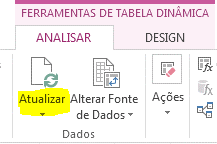 FERRAMENTAS DE TABELA DINÂMICA
ANALISAR
DESIGN
Atualizar
Alterar Fonte
de Dados
Ações
Dados